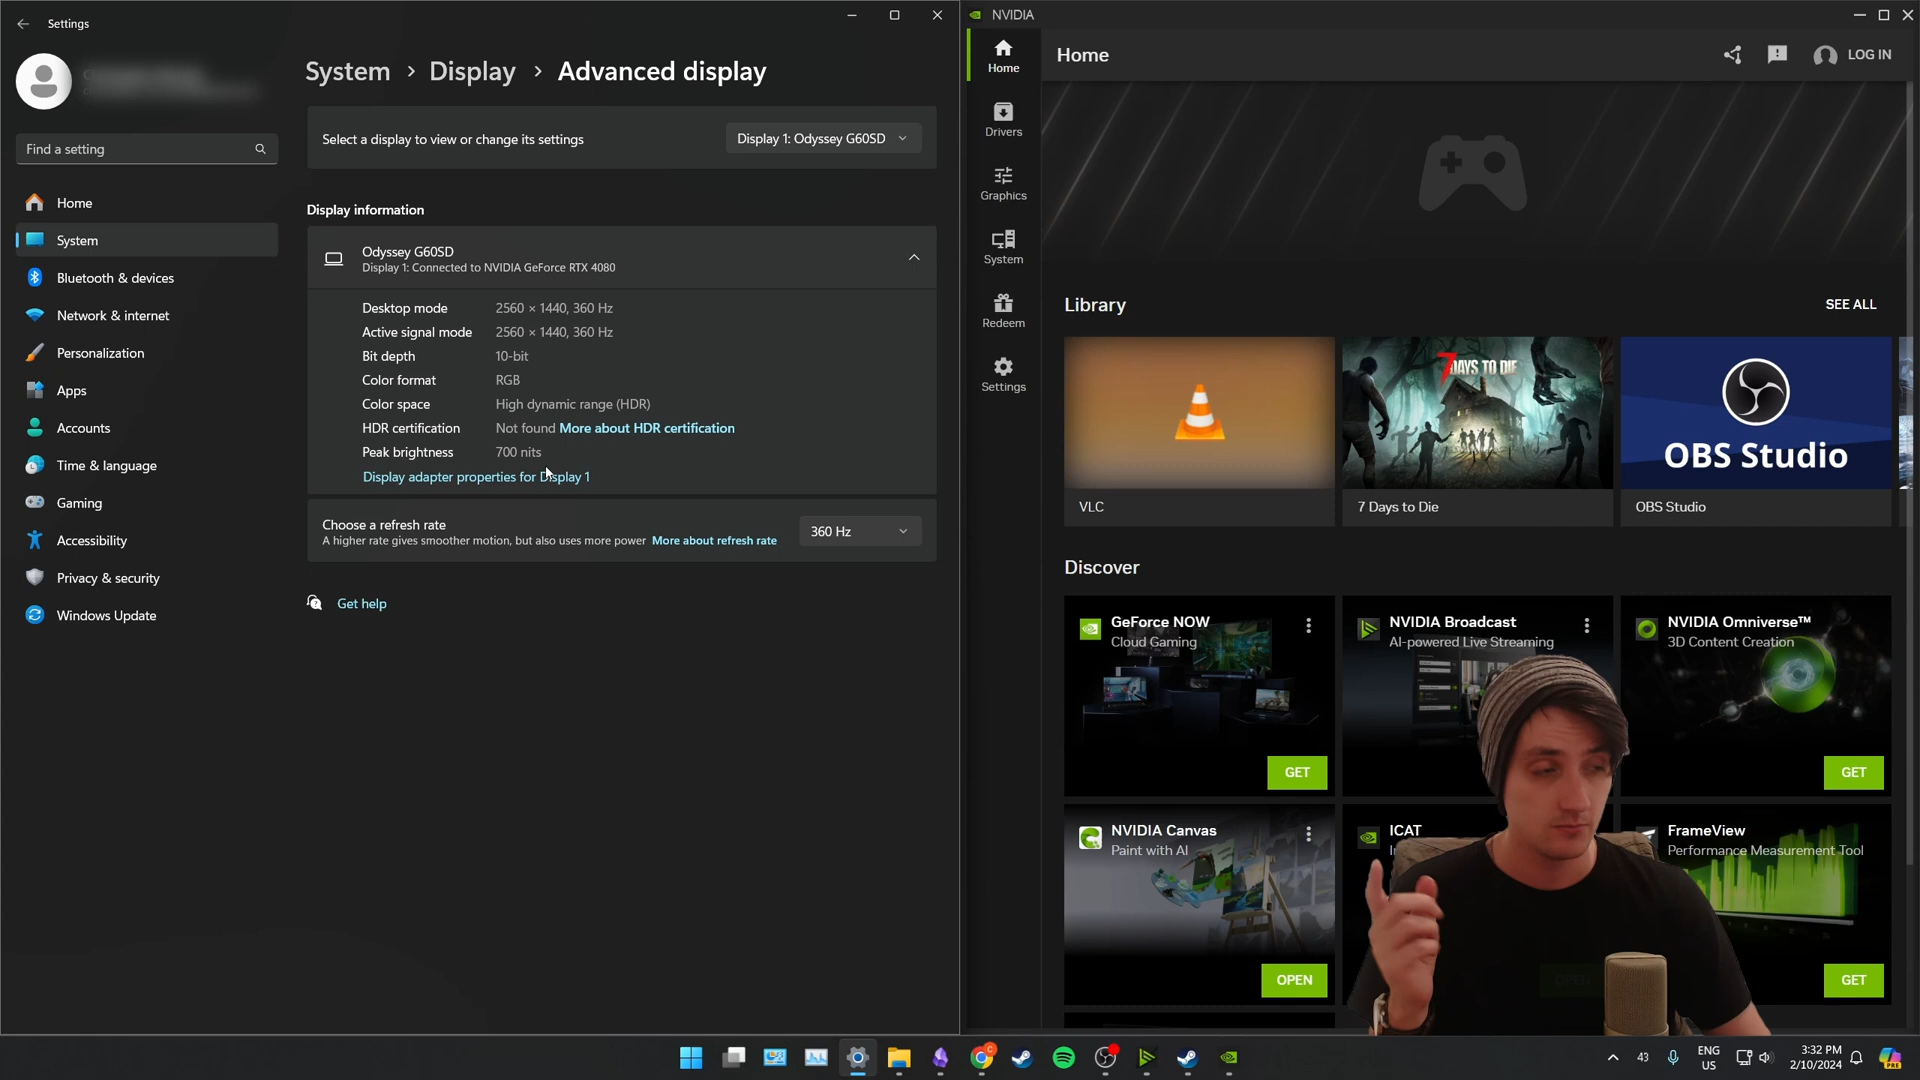 Settings
Find a setting
Home
System
Bluetooth & devices
Network & internet
Personalization
Apps
Accounts
Time & language
Gaming
Accessibility
Privacy & security
Windows Update
System > Display > Advanced display
Select a display to view or change its settings
Display 1: Odyssey G60SD
Display information
Odyssey G60SD
Display 1: Connected to NVIDIA GeForce RTX 4080
Desktop mode 2560 × 1440, 360 Hz
Active signal mode 2560 × 1440, 360 Hz
Bit depth 10-bit
Color format RGB
Color space High dynamic range (HDR)
HDR certification Not found More about HDR certification
Peak brightness 700 nits
Display adapter properties for Display 1
Choose a refresh rate
A higher rate gives smoother motion, but also uses more power More about refresh rate
360 Hz
Get help
NVIDIA
Home
Drivers
Graphics
System
Redeem
Settings
Home
LOG IN
Library
SEE ALL
7 DAYS TO DIE
OBS Studio
VLC
7 Days to Die
OBS Studio
Discover
GeForce NOW
Cloud Gaming
GET
NVIDIA Broadcast
AI-powered Live Streaming
NVIDIA Omniverse™
3D Content Creation
GET
NVIDIA Canvas
Paint with AI
OPEN
ICAT
OPEN
FrameView
Performance Measurement Tool
GET
43
ENG
US
3:32 PM
2/10/2024
PRE